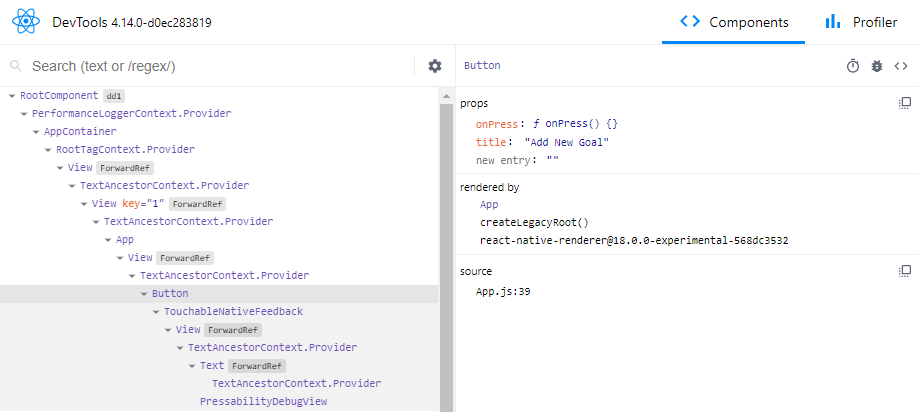 DevTools 4.14.0-d0ec283819
Components
Profiler
Search (text or /regex/)
RootComponent dd1
PerformanceLoggerContext.Provider
AppContainer
RootTagContext.Provider
View ForwardRef
TextAncestorContext.Provider
View key="1" ForwardRef
TextAncestorContext.Provider
App
View ForwardRef
TextAncestorContext.Provider
Button
TouchableNativeFeedback
View ForwardRef
TextAncestorContext.Provider
Text ForwardRef
TextAncestorContext.Provider
PressabilityDebugView
Button
props
onPress: ƒ onPress() {}
title: "Add New Goal"
new entry: ""
rendered by
App
createLegacyRoot()
react-native-renderer@18.0.0-experimental-568dc3532
source
App.js:39